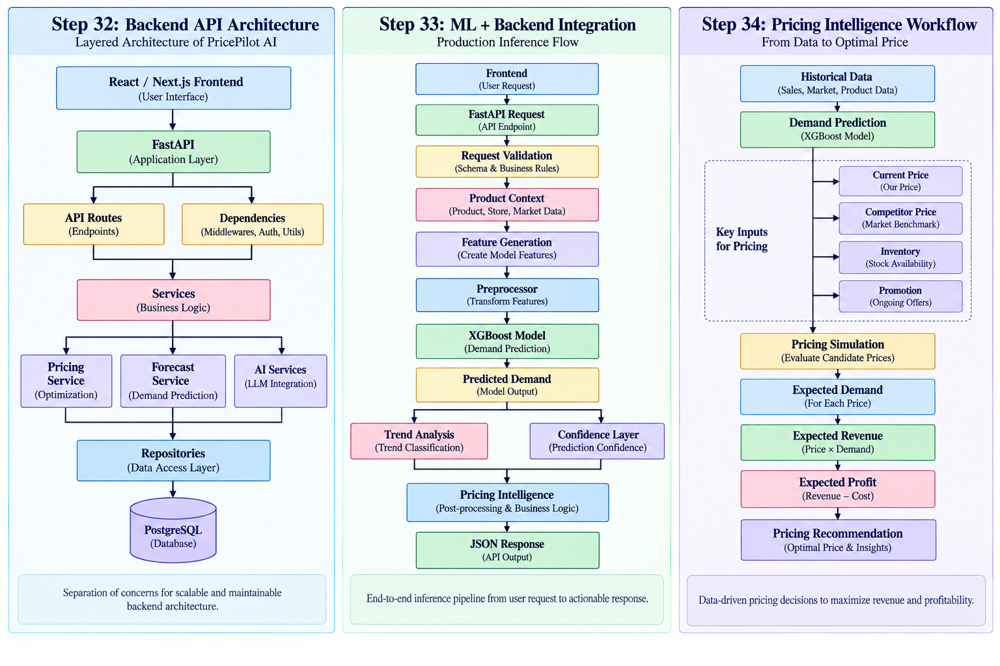 Step 32: Backend API Architecture
Layered Architecture of PricePilot AI
React / Next.js Frontend
(User Interface)
FastAPI
(Application Layer)
API Routes
(Endpoints)
Dependencies
(Middlewares, Auth, Utils)
Services
(Business Logic)
Pricing
Service
(Optimization)
Forecast
Service
(Demand Prediction)
AI Services
(LLM Integration)
Repositories
(Data Access Layer)
PostgreSQL
(Database)
Separation of concerns for scalable and maintainable
backend architecture.
Step 33: ML + Backend Integration
Production Inference Flow
Frontend
(User Request)
FastAPI Request
(API Endpoint)
Request Validation
(Schema & Business Rules)
Product Context
(Product, Store, Market Data)
Feature Generation
(Create Model Features)
Preprocessor
(Transform Features)
XGBoost Model
(Demand Prediction)
Predicted Demand
(Model Output)
Trend Analysis
(Trend Classification)
Confidence Layer
(Prediction Confidence)
Pricing Intelligence
(Post-processing & Business Logic)
JSON Response
(API Output)
End-to-end inference pipeline from user request to actionable response.
Step 34: Pricing Intelligence Workflow
From Data to Optimal Price
Historical Data
(Sales, Market, Product Data)
Demand Prediction
(XGBoost Model)
Key Inputs
for Pricing
Current Price
(Our Price)
Competitor Price
(Market Benchmark)
Inventory
(Stock Availability)
Promotion
(Ongoing Offers)
Pricing Simulation
(Evaluate Candidate Prices)
Expected Demand
(For Each Price)
Expected Revenue
(Price × Demand)
Expected Profit
(Revenue − Cost)
Pricing Recommendation
(Optimal Price & Insights)
Data-driven pricing decisions to maximize revenue and profitability.